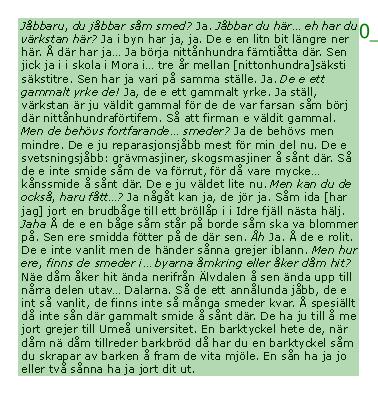 Jåbbaru, du jåbbar såm smed? Ja. Jåbbar du här... eh har du
värkstan här? Ja i byn har ja, ja. De e en litn bit längre ner
här. Å där har ja... Ja börja nittånhundra fämtiåtta där. Sen
jick ja i i skola i Mora i... tre år mellan [nittonhundra]säksti
säkstitre. Sen har ja vari på samma ställe. Ja. De e ett
gammalt yrke de! Ja, de e ett gammalt yrke. Ja ställ,
värkstan är ju väldit gammal för de de var farsan såm börj
där nittånhundraförtifem. Så att firman e väldit gammal.
Men de behövs fortfarande... smeder? Ja de behövs men
mindre. De e ju reparasjonsjåbb mest för min del nu. De e
svetsningsjåbb: grävmasjiner, skogsmasjiner å sånt där. Så
de e inte smide såm de va förrut, för då vare mycke...
kånssmide å sånt där. De e ju väldet lite nu. Men kan du de
också, haru fått...? Ja någåt kan ja, de jör ja. Såm ida [har
jag] jort en brudbåge till ett bröllåp i i Idre fjäll nästa hälj.
Jaha Å de e en båge såm står på borde såm ska va blommer
på. Sen ere smidda fötter på de där sen. Åh Ja. Å de e rolit.
De e inte vanlit men de händer sånna grejer iblann. Men hur
ere, finns de smeder i...byarna åmkring eller åker dåm hit?
Näe dåm åker hit ända nerifrån Älvdalen å sen ända upp till
nårra delen utav... Dalarna. Så de e ett annålunda jåbb, de e
int så vanlit, de finns inte så många smeder kvar. Å spesiällt
då inte sån där gammalt smide å sånt där. De ha ju till å me
jort grejer till Umeå universitet. En barktyckel hete de, när
dåm nä dåm tillreder barkbröd då har du en barktyckel såm
du skrapar av barken å fram de vita mjöle. En sån ha ja jo
eller två sånna ha ja jort dit ut.